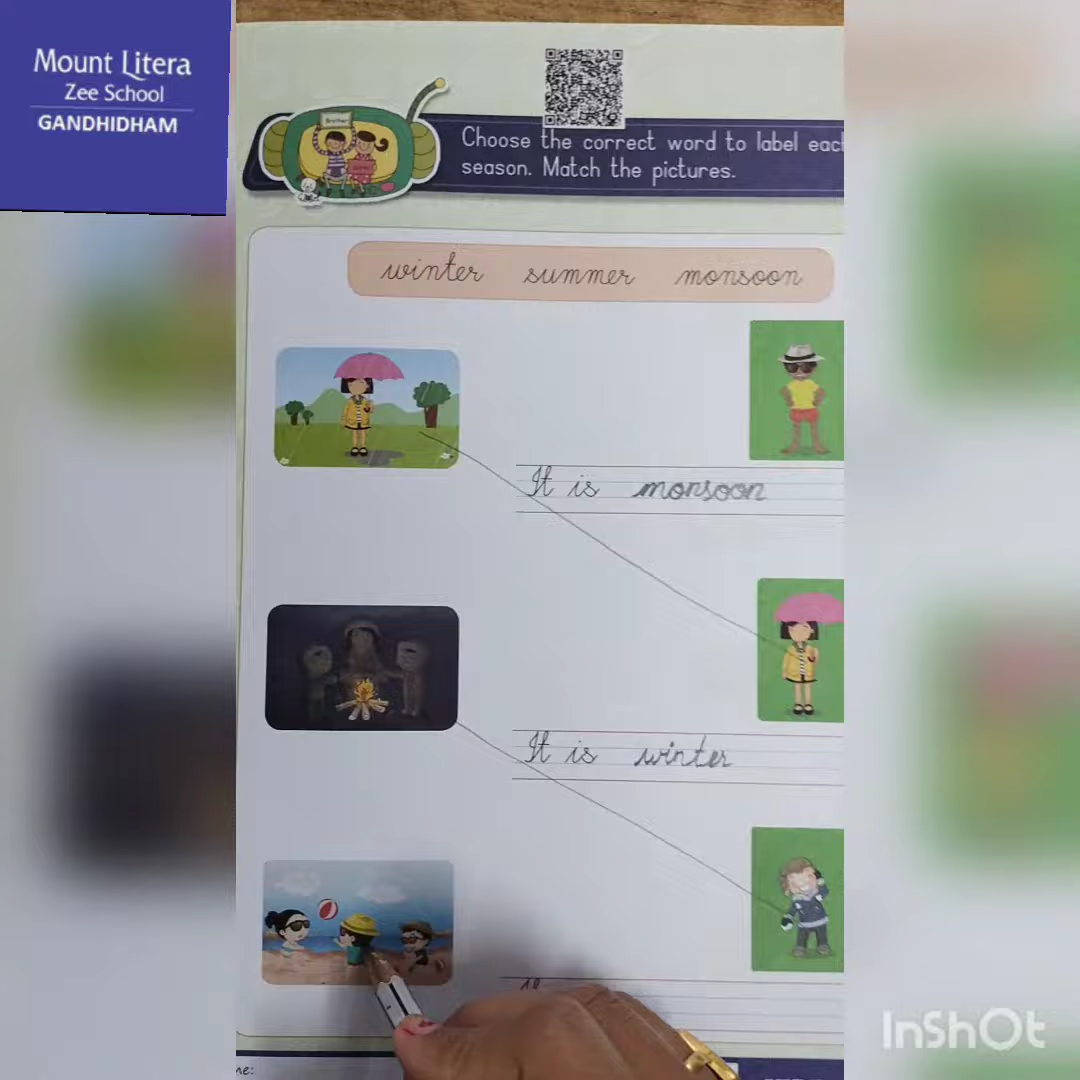 Mount Litera
Zee School
GANDHIDHAM
Brother
Choose the correct word to label each
season. Match the pictures.
winter summer monsoon
It is monsoon
It is winter
InShOt